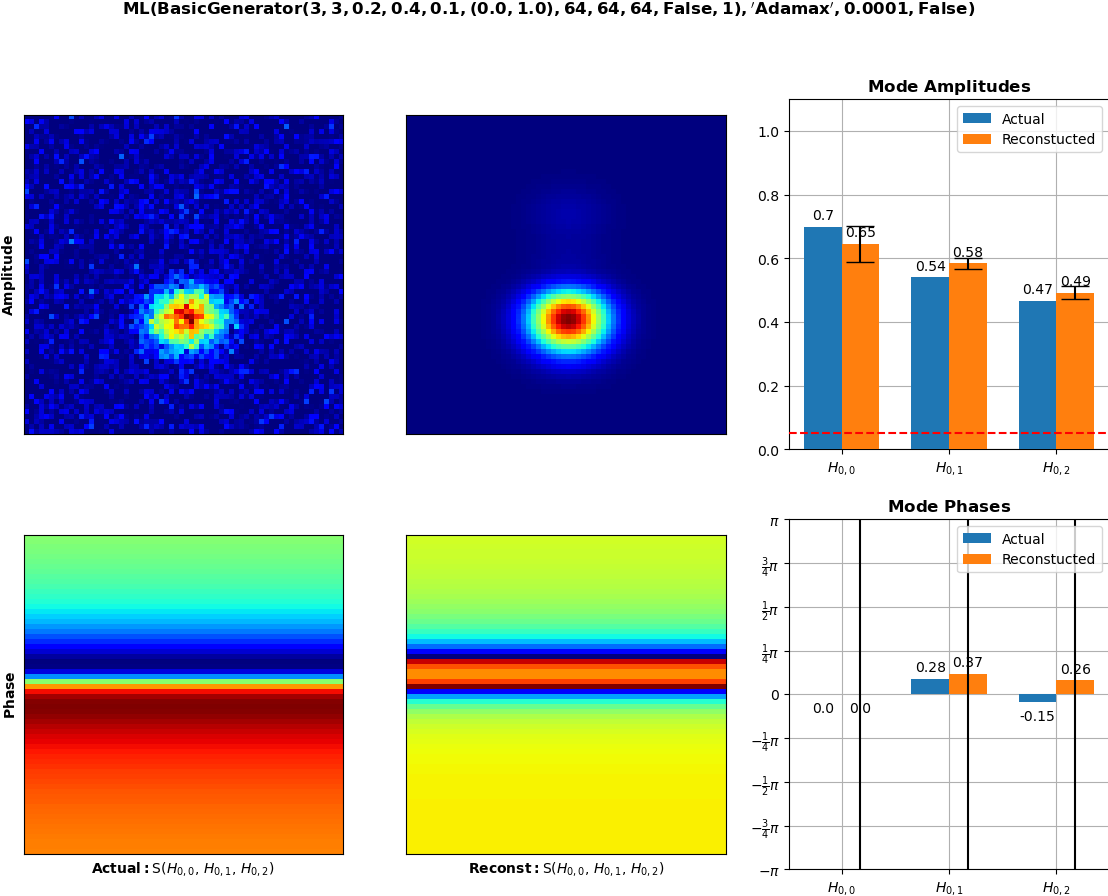 ML(BasicGenerator(3, 3, 0.2, 0.4, 0.1, (0.0, 1.0), 64, 64, 64, False, 1), ′Adamax′, 0.0001, False)
Amplitude
Mode Amplitudes
Actual
Reconstucted
1.0
0.8
0.6
0.4
0.2
0.0
0.7
0.65
0.54
0.58
0.47
0.49
H0,0
H0,1
H0,2
Phase
Actual: S(H0,0, H0,1, H0,2)
Reconst: S(H0,0, H0,1, H0,2)
Mode Phases
Actual
Reconstucted
π
3/4π
1/2π
1/4π
0
−1/4π
−1/2π
−3/4π
−π
0.0
0.0
0.28
0.37
-0.15
0.26
H0,0
H0,1
H0,2